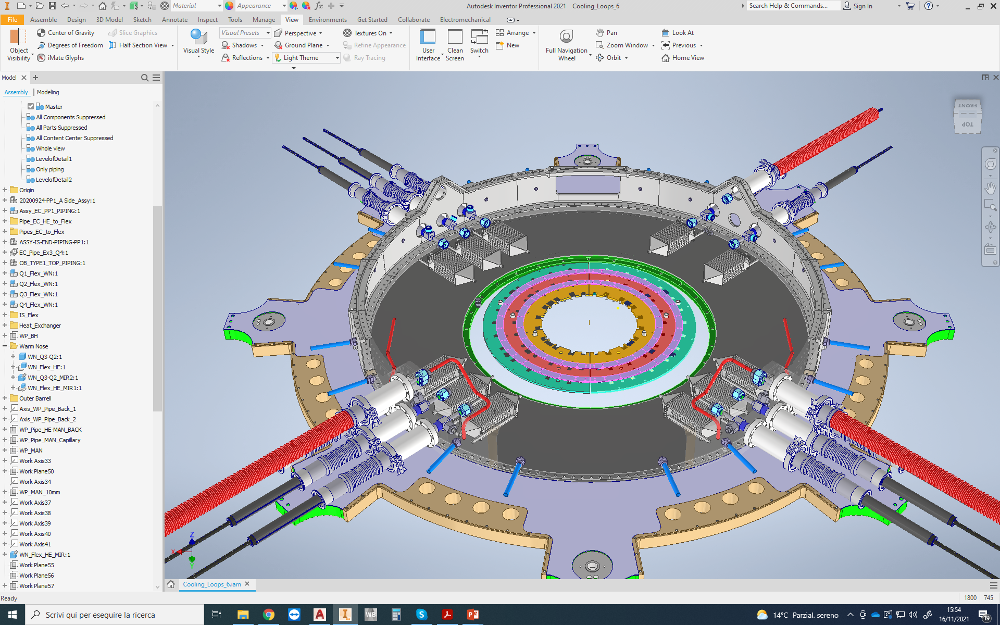 Material
Appearance
Autodesk Inventor Professional 2021 Cooling_Loops_6
Search Help & Commands...
Sign In
File Assemble Design 3D Model Sketch Annotate Inspect Tools Manage View Environments Get Started Collaborate Electromechanical
Object Visibility
Center of Gravity
Degrees of Freedom
iMate Glyphs
Slice Graphics
Half Section View
Visual Style
Visual Presets
Shadows
Reflections
Perspective
Ground Plane
Light Theme
Textures On
Refine Appearance
Ray Tracing
User Interface
Clean Screen
Switch
Arrange
New
Full Navigation Wheel
Pan
Zoom Window
Orbit
Look At
Previous
Home View
Model
Assembly Modeling
Master
All Components Suppressed
All Parts Suppressed
All Content Center Suppressed
Whole view
LevelofDetail1
Only piping
LevelofDetail2
Origin
20200924-PP1_A Side_Assy:1
Assy_EC_PP1_PIPING:1
Pipe_EC_HE_to_Flex
Pipes_EC_to_Flex
ASSY-IS-END-PIPING-PP1:1
EC_Pipe_Ex3_Q4:1
OB_TYPE1_TOP_PIPING:1
Q1_Flex_WN:1
Q2_Flex_WN:1
Q3_Flex_WN:1
Q4_Flex_WN:1
IS_Flex
Heat_Exchanger
WP_BH
Warm Nose
WN_Q3-Q2:1
WN_Flex_HE:1
WN_Q3-Q2_MIR2:1
WN_Flex_HE_MIR1:1
Outer Barrell
Axis_WP_Pipe_Back_1
Axis_WP_Pipe_Back_2
WP_Pipe_HE-MAN_BACK
WP_Pipe_MAN_Capillary
WP_MAN
Work Axis33
Work Plane50
Work Axis34
WP_MAN_10mm
Work Axis37
Work Axis38
Work Axis39
Work Axis40
Work Axis41
WN_Flex_HE_MIR:1
Work Plane55
Work Plane56
Work Plane57
FRONT
TOP
Z
X
Y
Cooling_Loops_6.iam
Ready
1800 745
Scrivi qui per eseguire la ricerca
WB
14°C Parzial. sereno
15:54
16/11/2021
19